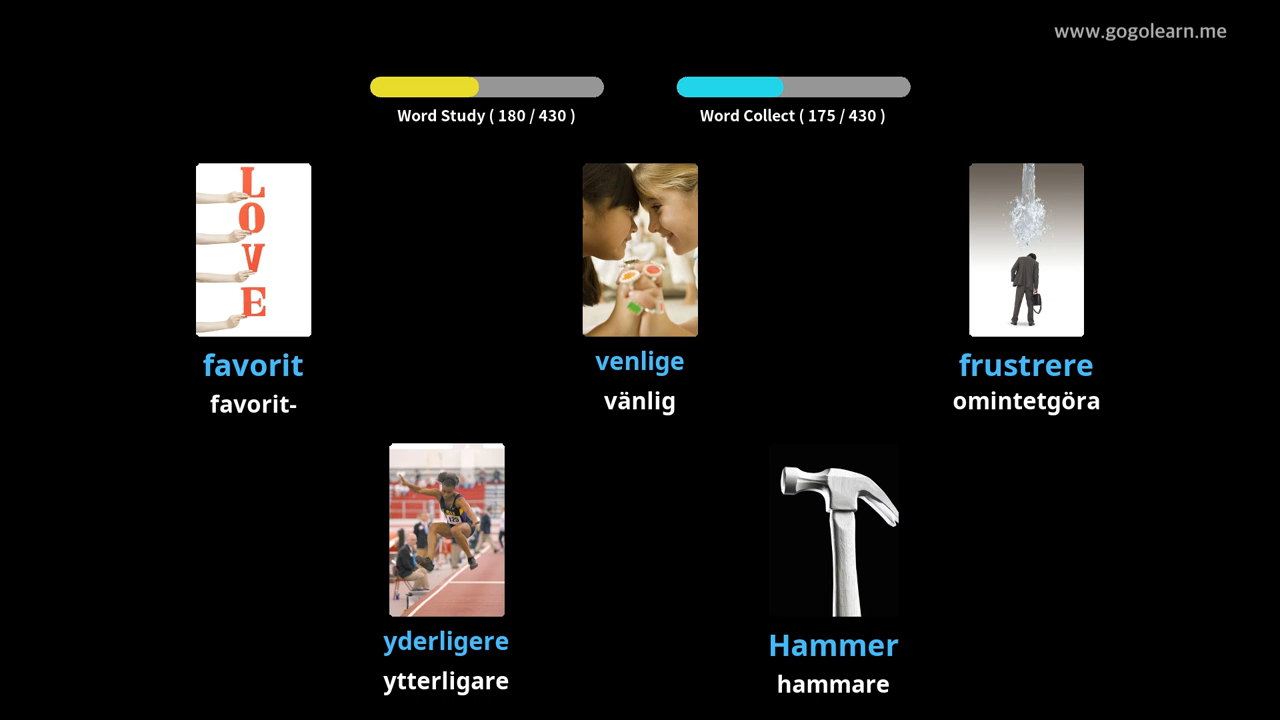 www.gogolearn.me
Word Study ( 180 / 430 )
Word Collect ( 175 / 430 )
L
O
V
E
favorit
favorit-
venlige
vänlig
frustrere
omintetgöra
yderligere
ytterligare
Hammer
hammare